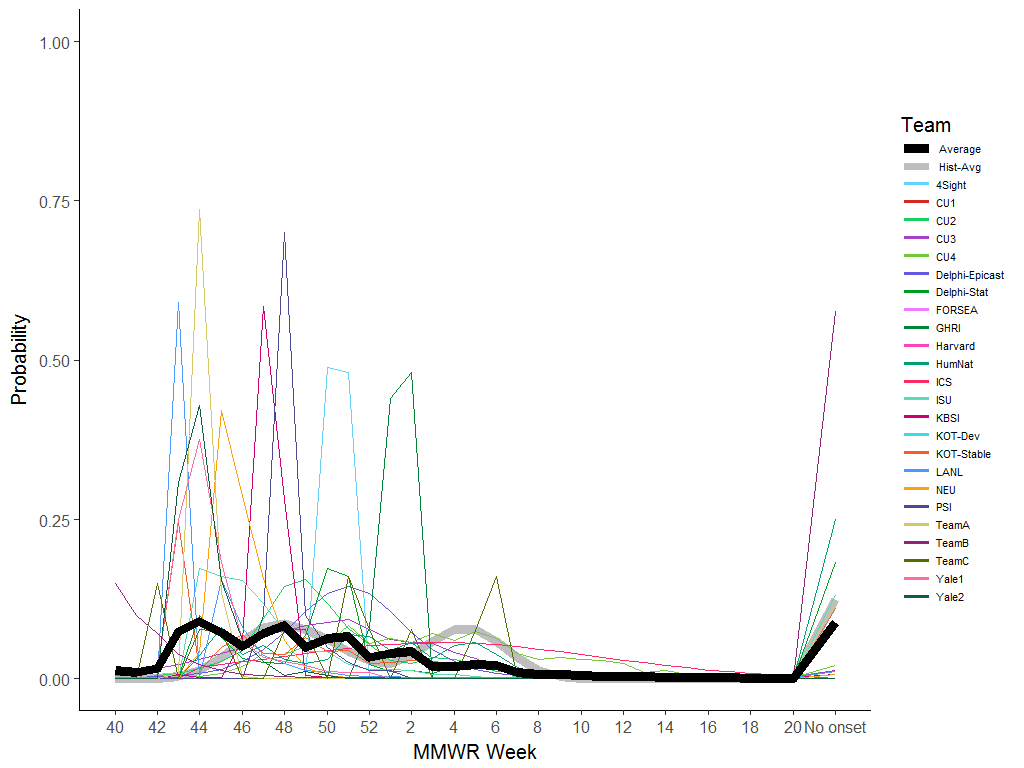 1.00
0.75
0.50
0.25
0.00
Probability
40 42 44 46 48 50 52 2 4 6 8 10 12 14 16 18 20 No onset
MMWR Week
Team
Average
Hist-Avg
4Sight
CU1
CU2
CU3
CU4
Delphi-Epicast
Delphi-Stat
FORSEA
GHRI
Harvard
HumNat
ICS
ISU
KBSI
KOT-Dev
KOT-Stable
LANL
NEU
PSI
TeamA
TeamB
TeamC
Yale1
Yale2